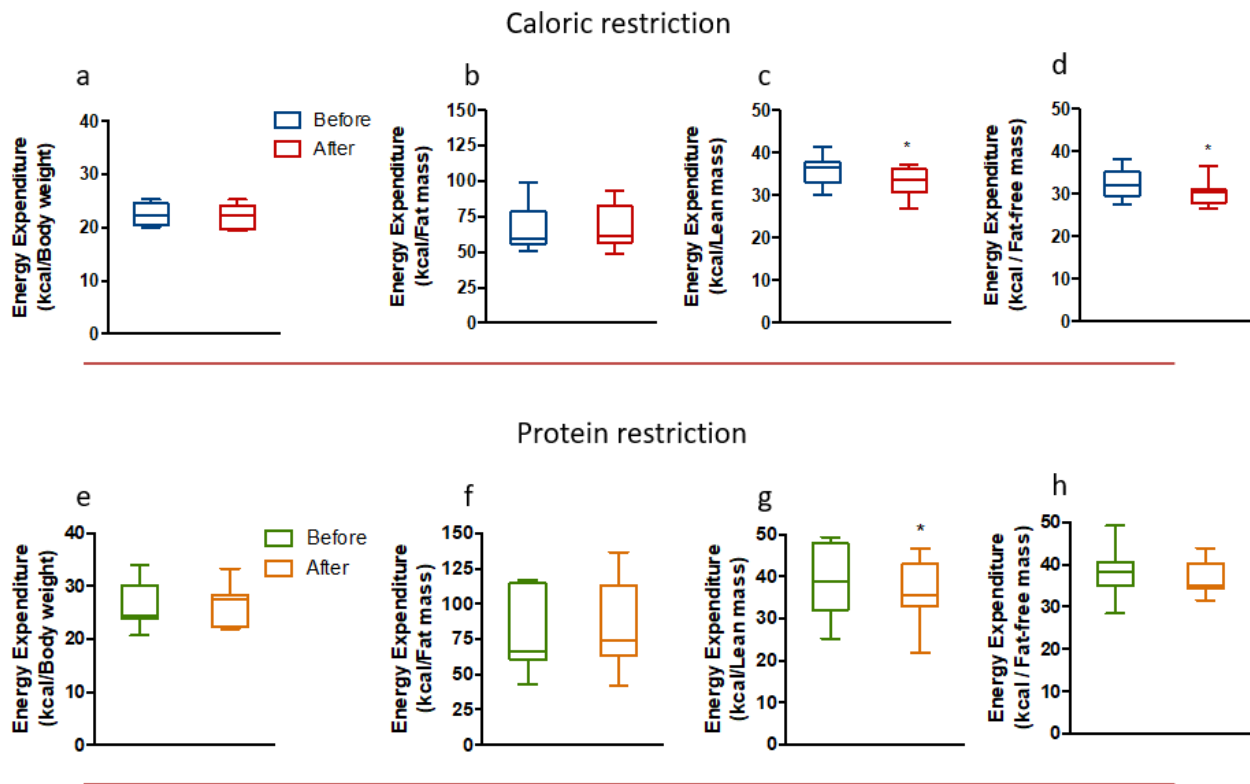 Caloric restriction
a
b
c
d
Before
After
Energy Expenditure
(kcal/Body weight)
40
30
20
10
0
Energy Expenditure
(kcal/Fat mass)
150
125
100
75
50
25
0
Energy Expenditure
(kcal/Lean mass)
50
40
30
20
10
0
*
Energy Expenditure
(kcal / Fat-free mass)
50
40
30
20
10
0
*
Protein restriction
e
f
g
h
Before
After
Energy Expenditure
(kcal/Body weight)
40
30
20
10
0
Energy Expenditure
(kcal/Fat mass)
150
125
100
75
50
25
0
Energy Expenditure
(kcal/Lean mass)
50
40
30
20
10
0
*
Energy Expenditure
(kcal / Fat-free mass)
50
40
30
20
10
0